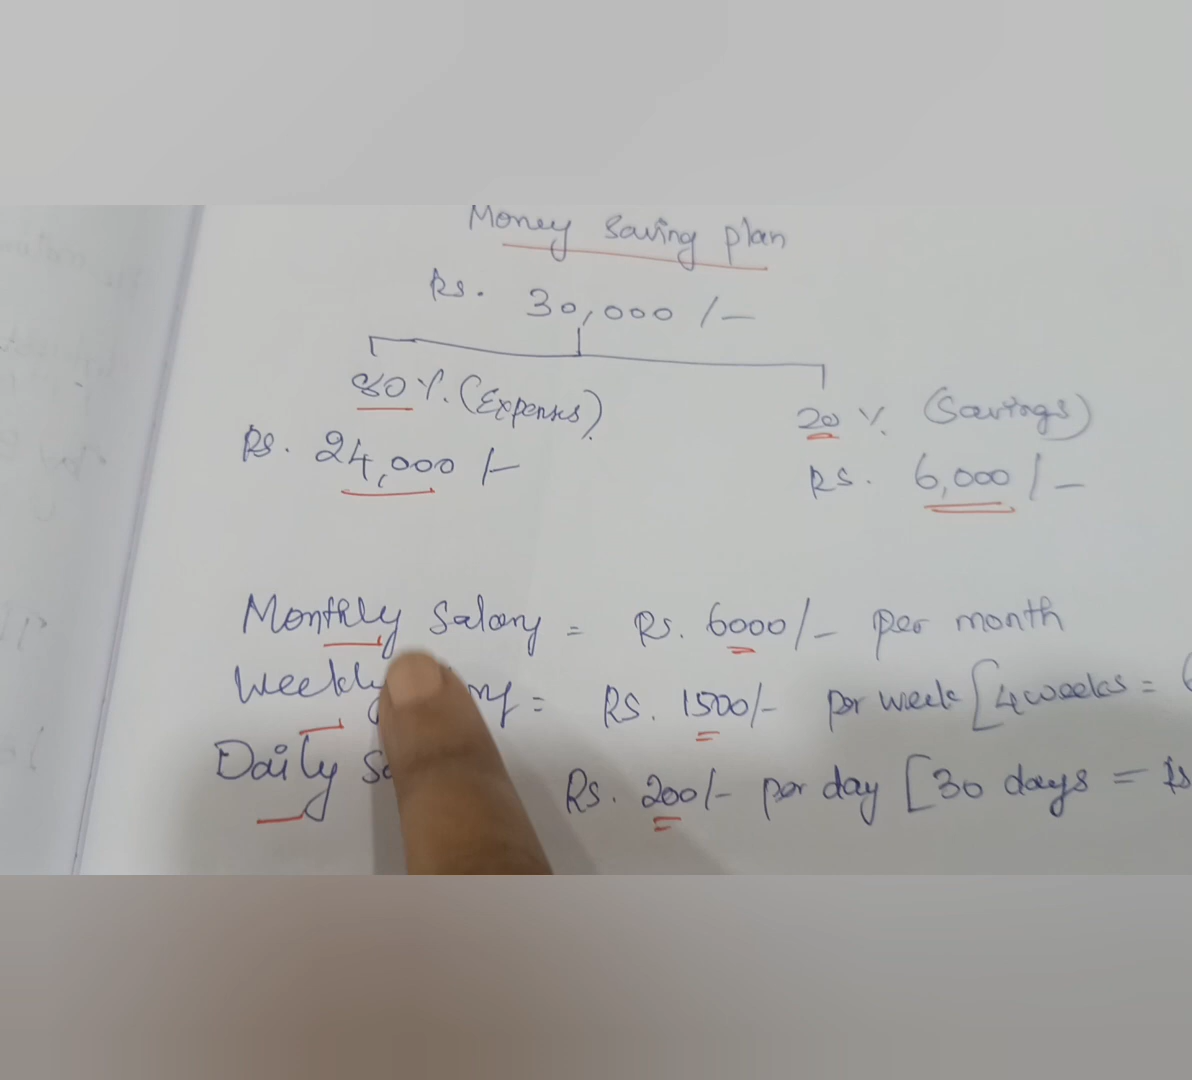 Money Saving plan
Rs. 30,000/-
80%. (Expenses)
Rs. 24,000/-
20% (Savings)
Rs. 6,000/-
Monthly Salary = Rs. 6000/- per month
Weekly = Rs. 1500/- per week [4 weeks =
Daily Rs. 200/- per day [30 days = Rs